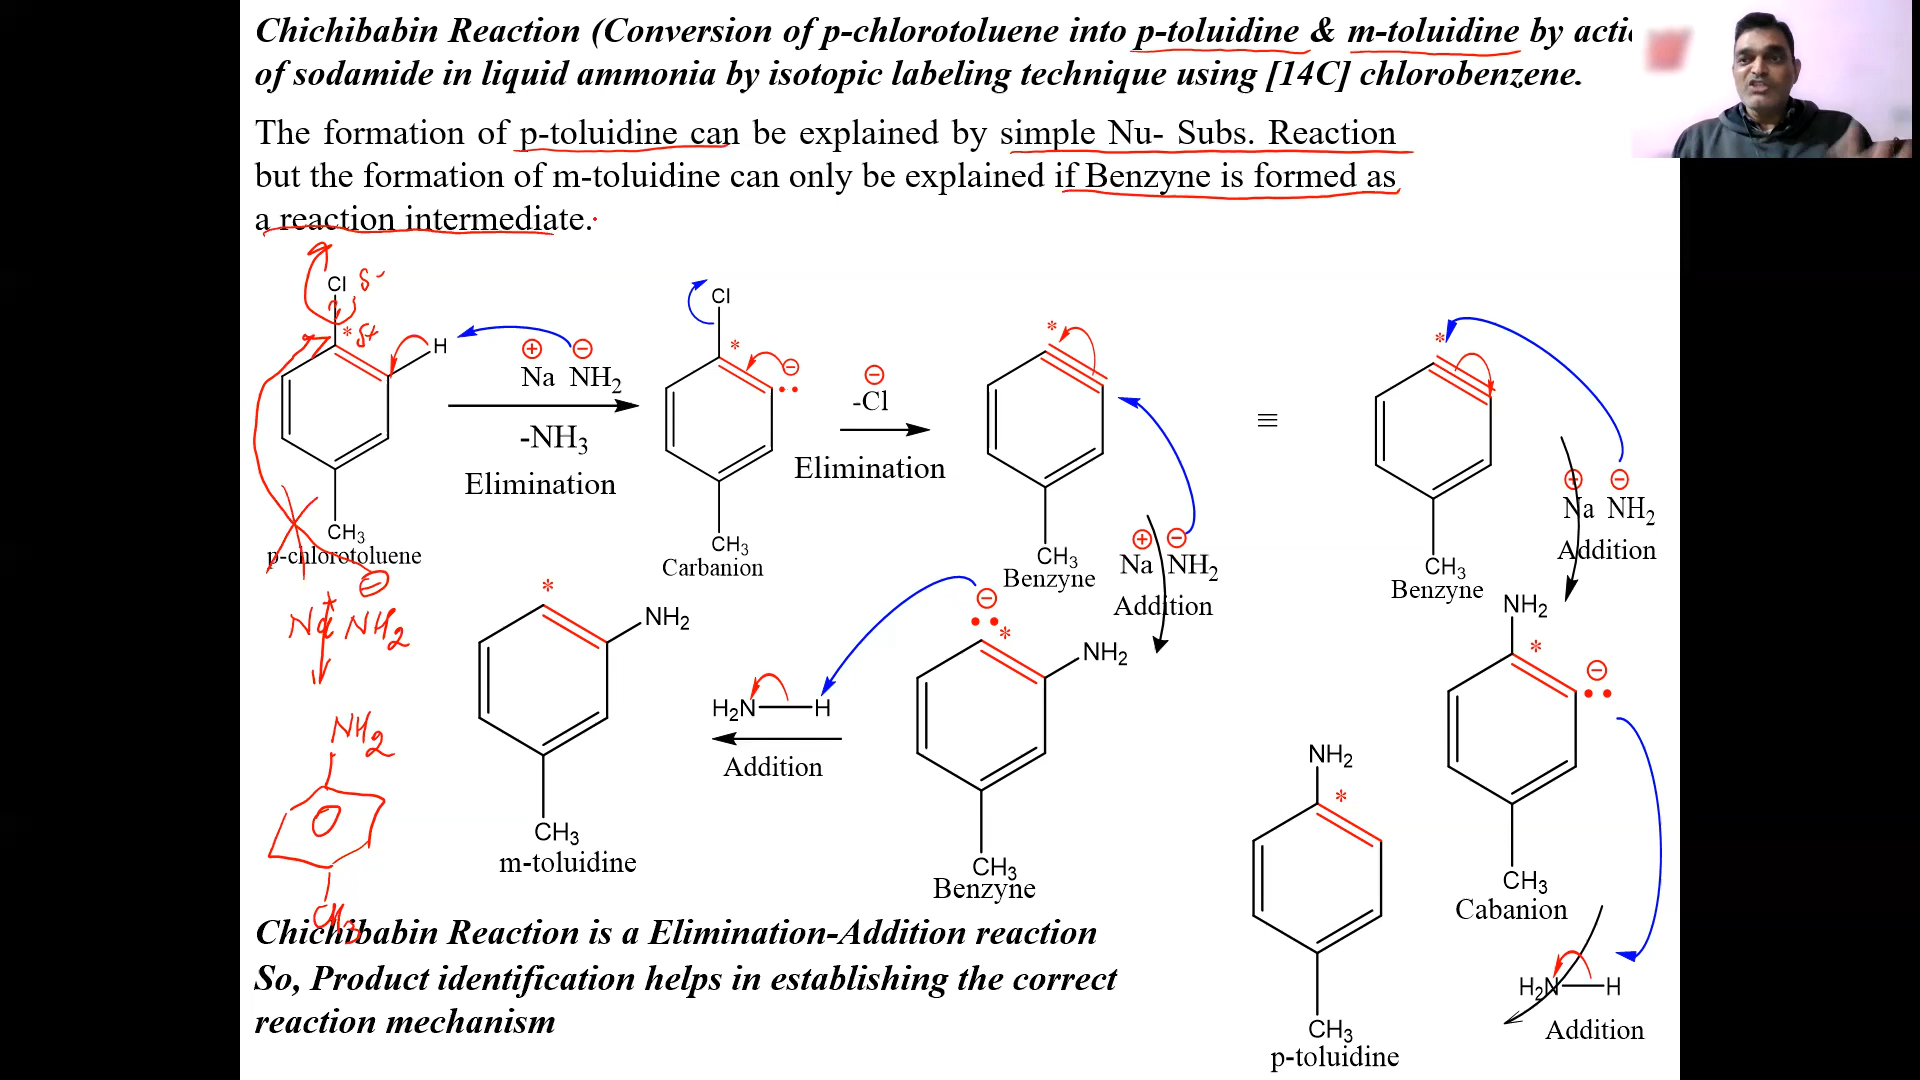 Chichibabin Reaction (Conversion of p-chlorotoluene into p-toluidine & m-toluidine by acti
of sodamide in liquid ammonia by isotopic labeling technique using [14C] chlorobenzene.
The formation of p-toluidine can be explained by simple Nu- Subs. Reaction
but the formation of m-toluidine can only be explained if Benzyne is formed as
a reaction intermediate.
Cl δ-
* δ+
H
⊕ ⊖
Na NH2
-NH3
Elimination
CH3
p-chlorotoluene
Cl
*
⊖
CH3
Carbanion
⊖
-Cl
Elimination
*
CH3
Benzyne
⊕ ⊖
Na NH2
Addition
≡
*
CH3
Benzyne
⊕ ⊖
Na NH2
Addition
⊖
Na+ NH2
NH2
CH3
*
NH2
CH3
m-toluidine
H2N H
Addition
⊖
*
NH2
CH3
Benzyne
NH2
*
⊖
CH3
Cabanion
NH2
*
CH3
p-toluidine
H2N H
Addition
Chichibabin Reaction is a Elimination-Addition reaction
So, Product identification helps in establishing the correct
reaction mechanism